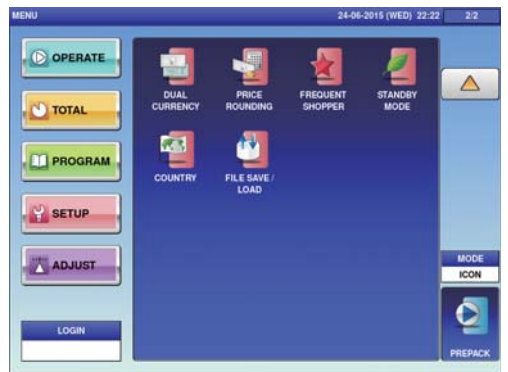 MENU
24-06-2015 (WED) 22:22
2/2
OPERATE
TOTAL
PROGRAM
SETUP
ADJUST
LOGIN
DUAL
CURRENCY
PRICE
ROUNDING
FREQUENT
SHOPPER
STANDBY
MODE
COUNTRY
FILE SAVE /
LOAD
MODE
ICON
PREPACK